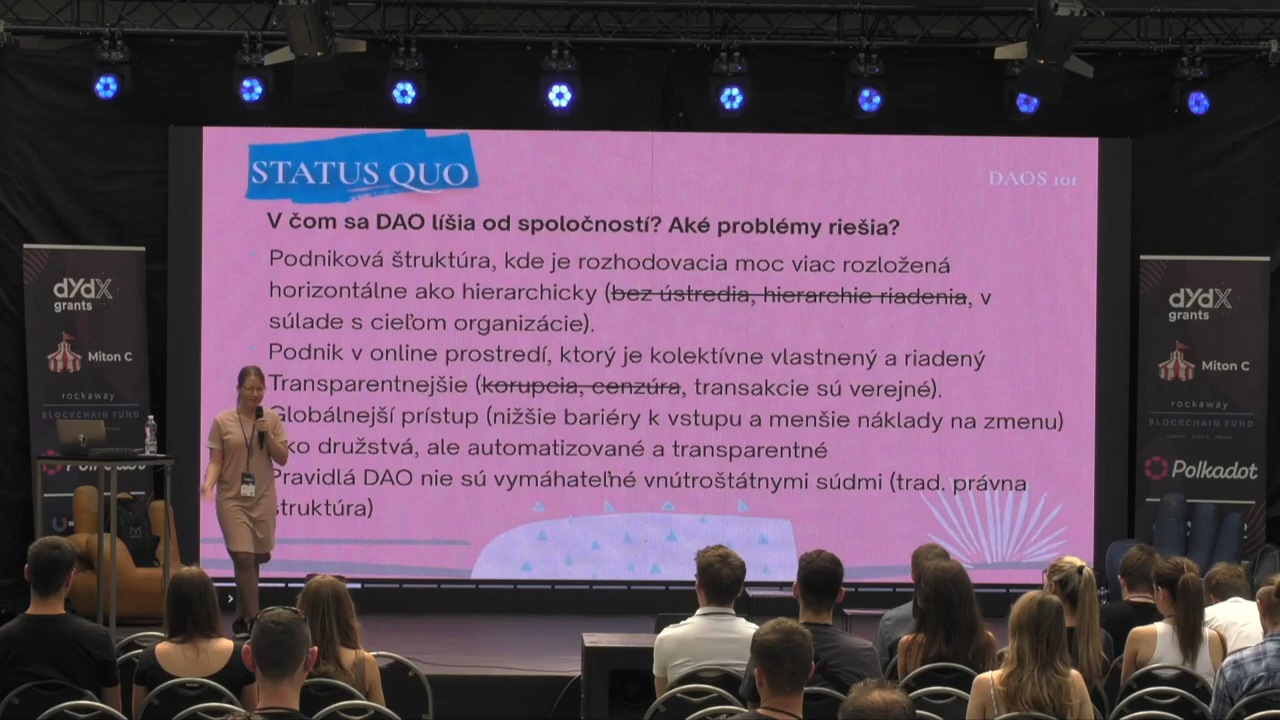 STATUS QUO
DAOS 101
V čom sa DAO líšia od spoločností? Aké problémy riešia?
Podniková štruktúra, kde je rozhodovacia moc viac rozložená
horizontálne ako hierarchicky (bez ústredia, hierarchie riadenia, v
súlade s cieľom organizácie).
Podnik v online prostredí, ktorý je kolektívne vlastnený a riadený
Transparentnejšie (korupcia, cenzúra, transakcie sú verejné).
Globálnejší prístup (nižšie bariéry k vstupu a menšie náklady na zmenu)
ko družstvá, ale automatizované a transparentné
Pravidlá DAO nie sú vymáhateľné vnútroštátnymi súdmi (trad. právna
štruktúra)
dYdX
grants
Miton C
rockaway
BLOCKCHAIN FUND
Polkadot
dYdX
grants
Miton C
rockaway
BLOCKCHAIN FUND
Polkadot